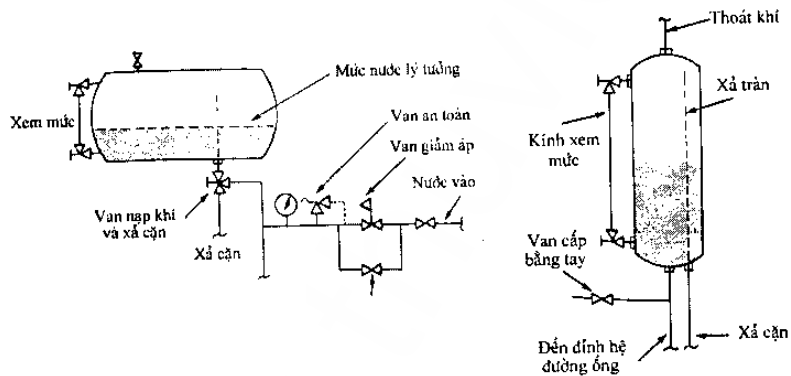 Mức nước lý tưởng
Xem mức
Van an toàn
Van giảm áp
Nước vào
Van nạp khí
và xả cặn
Xả cặn
Thoát khí
Xả tràn
Kính xem
mức
Van cấp
bằng tay
Đến đỉnh hệ
đường ống
Xả cặn